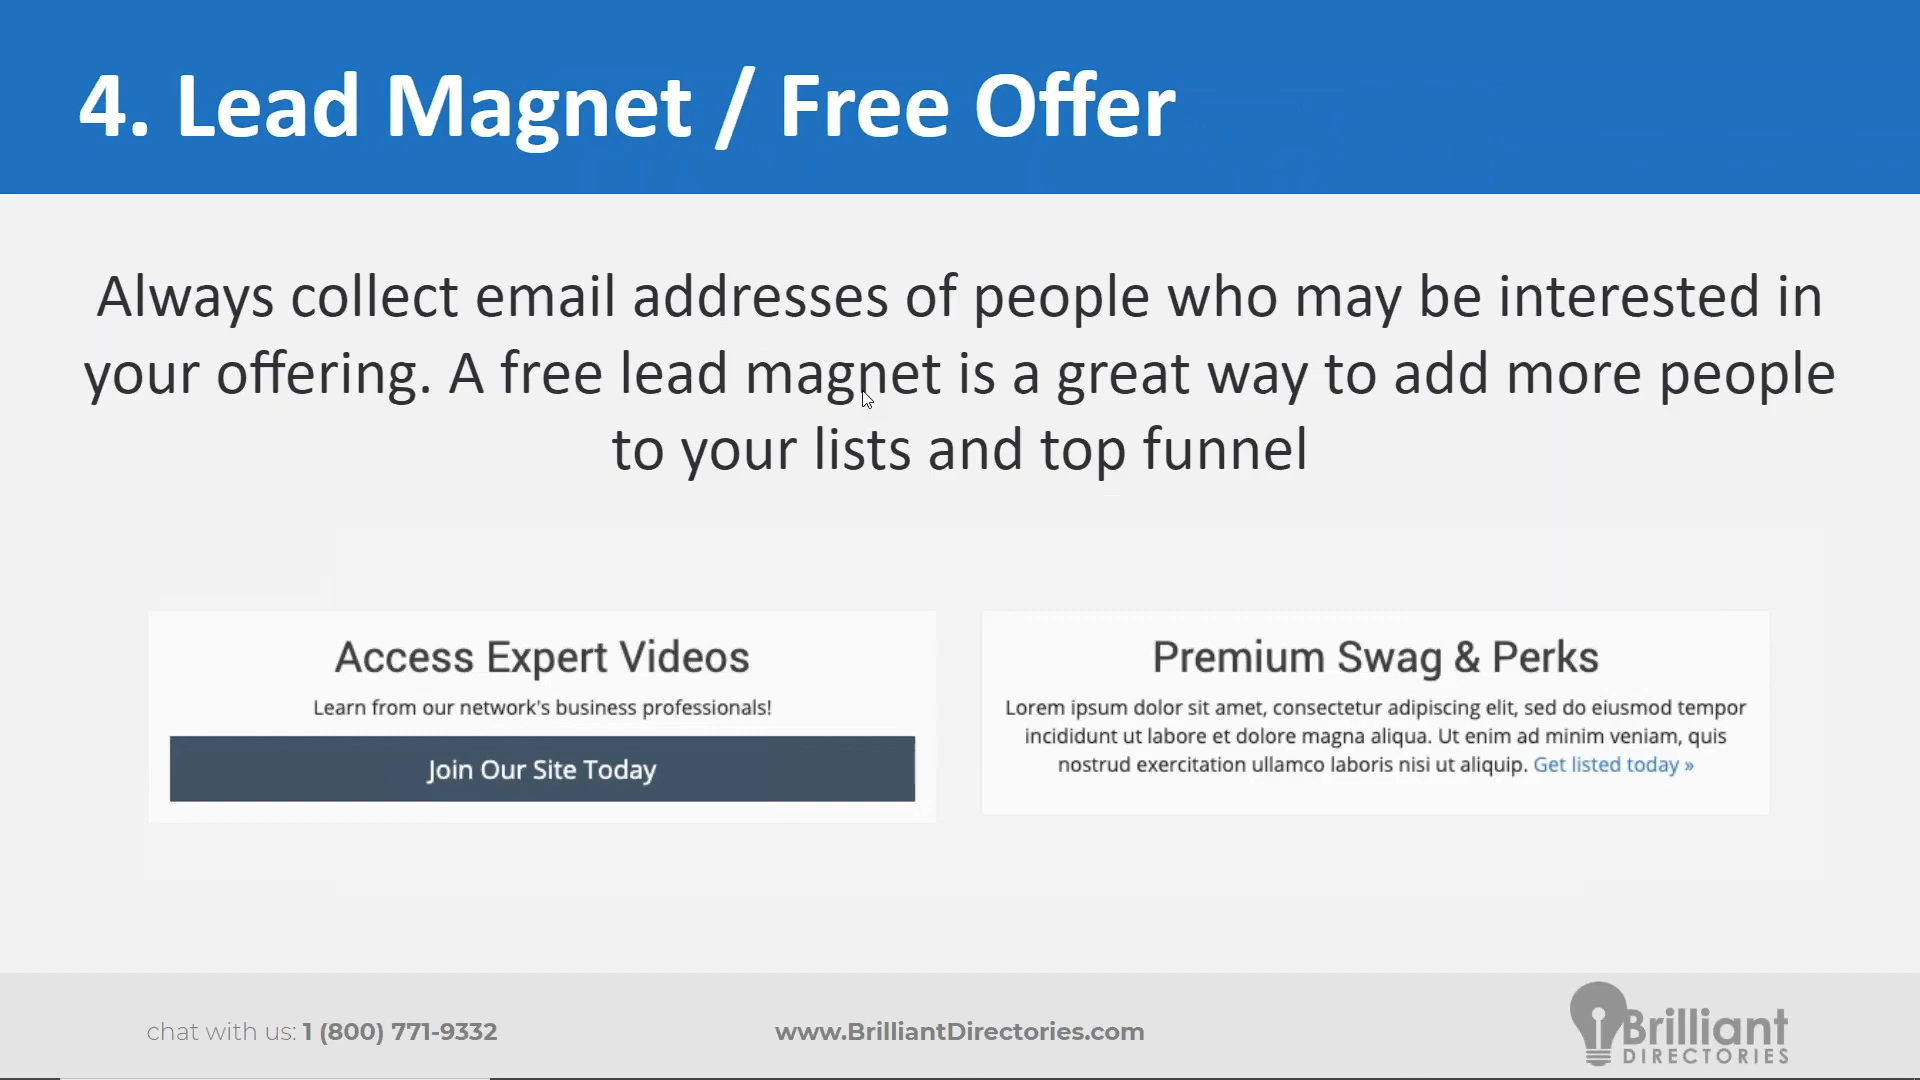 4. Lead Magnet / Free Offer
Always collect email addresses of people who may be interested in
your offering. A free lead magnet is a great way to add more people
to your lists and top funnel
Access Expert Videos
Learn from our network's business professionals!
Join Our Site Today
Premium Swag & Perks
Lorem ipsum dolor sit amet, consectetur adipiscing elit, sed do eiusmod tempor
incididunt ut labore et dolore magna aliqua. Ut enim ad minim veniam, quis
nostrud exercitation ullamco laboris nisi ut aliquip. Get listed today »
chat with us: 1 (800) 771-9332
www.BrilliantDirectories.com
Brilliant
DIRECTORIES